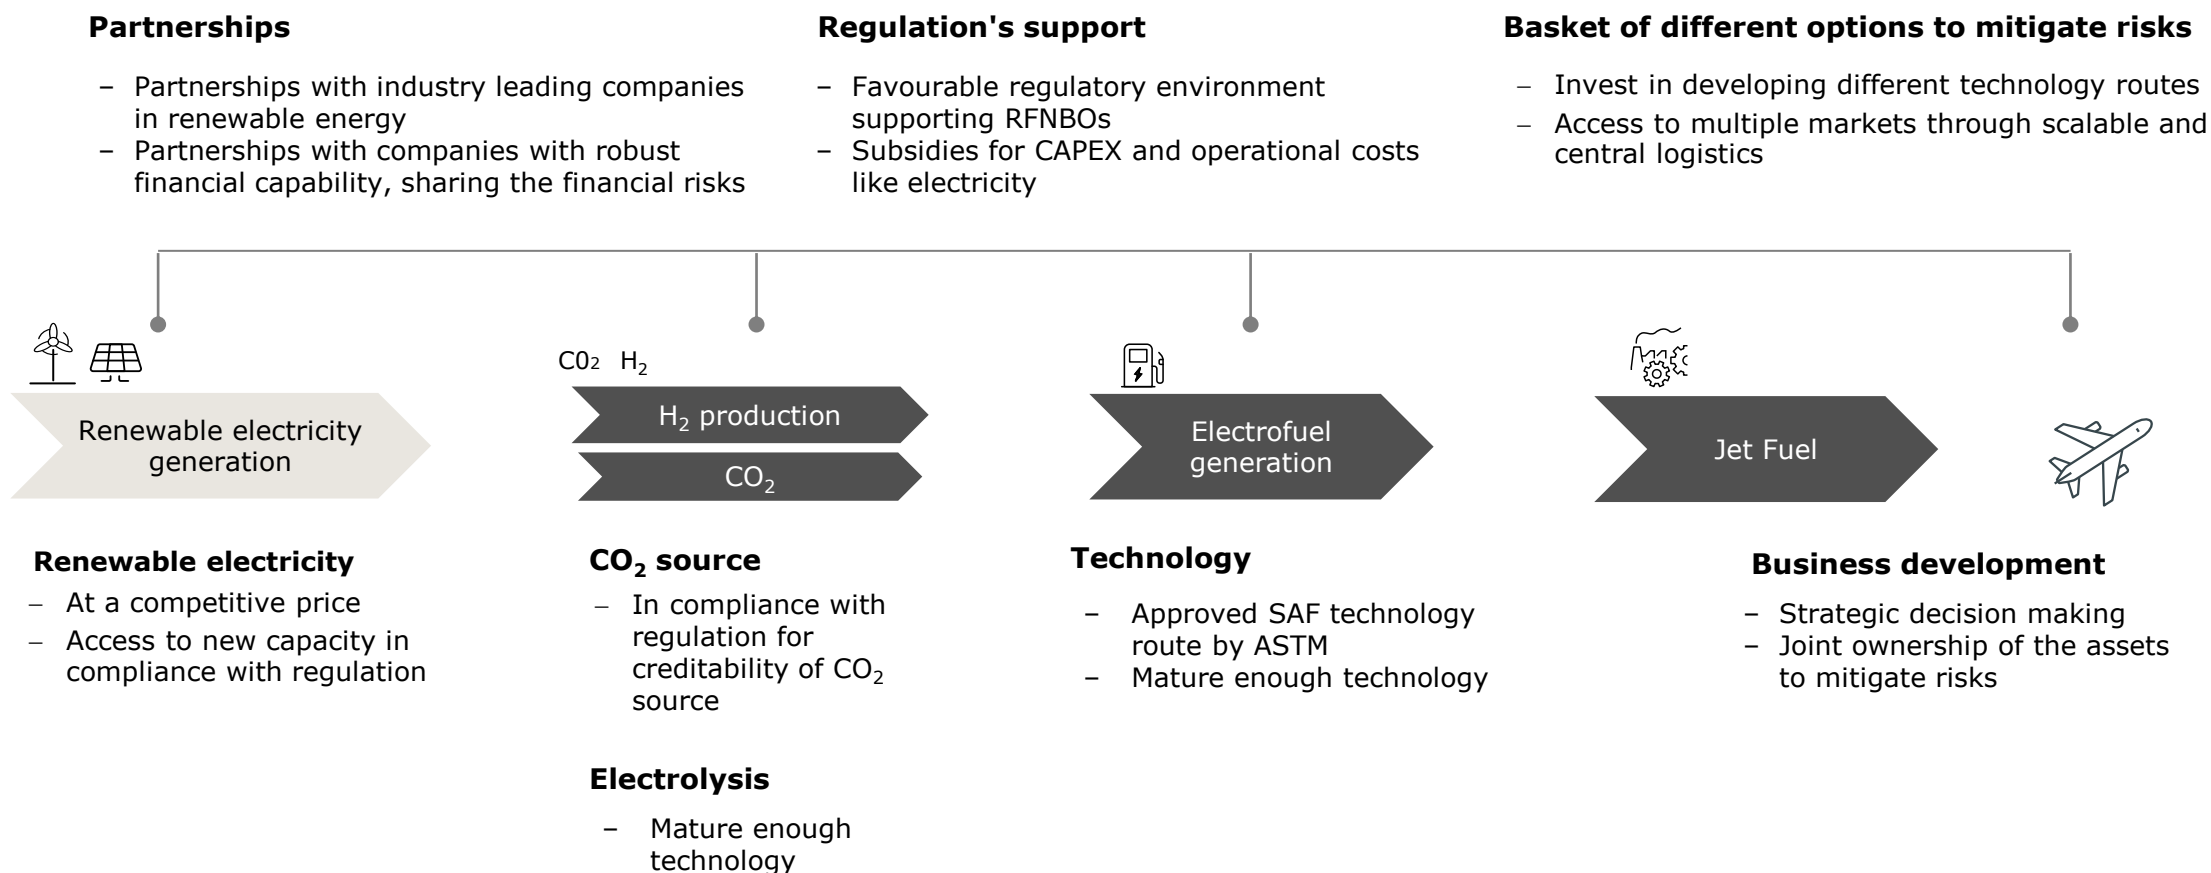 Partnerships
– Partnerships with industry leading companies
in renewable energy
– Partnerships with companies with robust
financial capability, sharing the financial risks
Regulation's support
– Favourable regulatory environment
supporting RFNBOs
– Subsidies for CAPEX and operational costs
like electricity
Basket of different options to mitigate risks
– Invest in developing different technology routes
– Access to multiple markets through scalable and
central logistics
C0₂ H₂
Renewable electricity
generation
H₂ production
CO₂
Electrofuel
generation
Jet Fuel
Renewable electricity
– At a competitive price
– Access to new capacity in
compliance with regulation
CO₂ source
– In compliance with
regulation for
creditability of CO₂
source
Electrolysis
– Mature enough
technology
Technology
– Approved SAF technology
route by ASTM
– Mature enough technology
Business development
– Strategic decision making
– Joint ownership of the assets
to mitigate risks